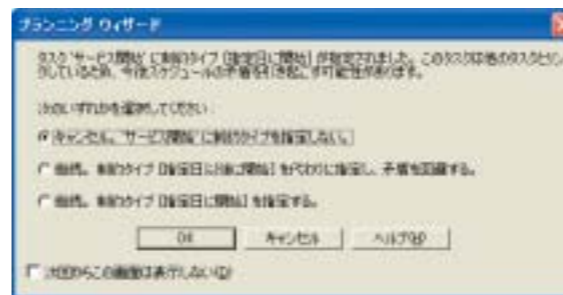 プランニング ウィザード
タスク 'サービス開始' に制約タイプ [指定日に開始] が指定されました。このタスクは他のタスクとリン
クしているため、今後スケジュールの矛盾を引き起こす可能性があります。
次のいずれかを選択してください:
キャンセル。'サービス開始' に制約タイプを指定しない。
継続。制約タイプ [指定日以後に開始] を代わりに指定し、矛盾を回避する。
継続。制約タイプ [指定日に開始] を指定する。
OK
キャンセル
ヘルプ(H)
次回からこの画面は表示しない(D)